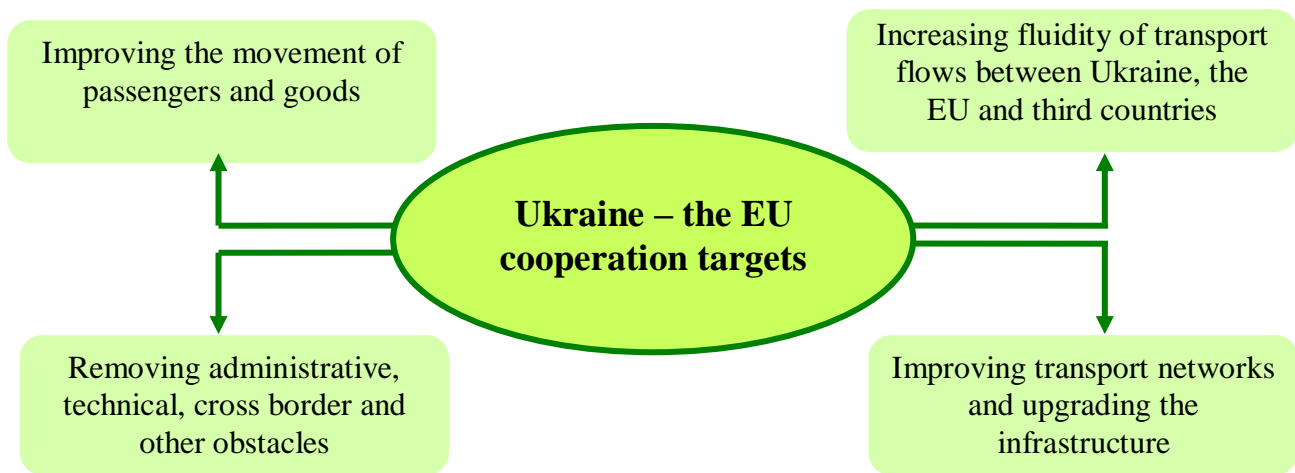 Improving the movement of
passengers and goods
Increasing fluidity of transport
flows between Ukraine, the
EU and third countries
Ukraine – the EU
cooperation targets
Removing administrative,
technical, cross border and
other obstacles
Improving transport networks
and upgrading the
infrastructure